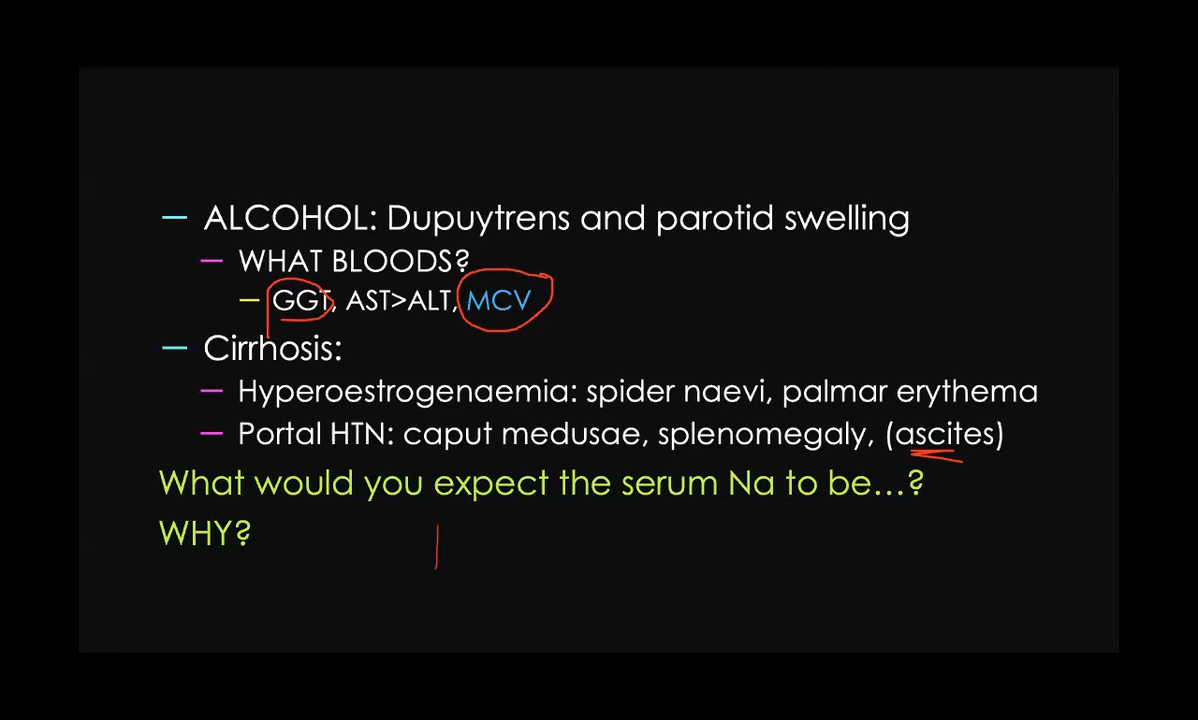 — ALCOHOL: Dupuytrens and parotid swelling
— WHAT BLOODS?
— GGT, AST>ALT, MCV
— Cirrhosis:
— Hyperoestrogenaemia: spider naevi, palmar erythema
— Portal HTN: caput medusae, splenomegaly, (ascites)
What would you expect the serum Na to be...?
WHY?